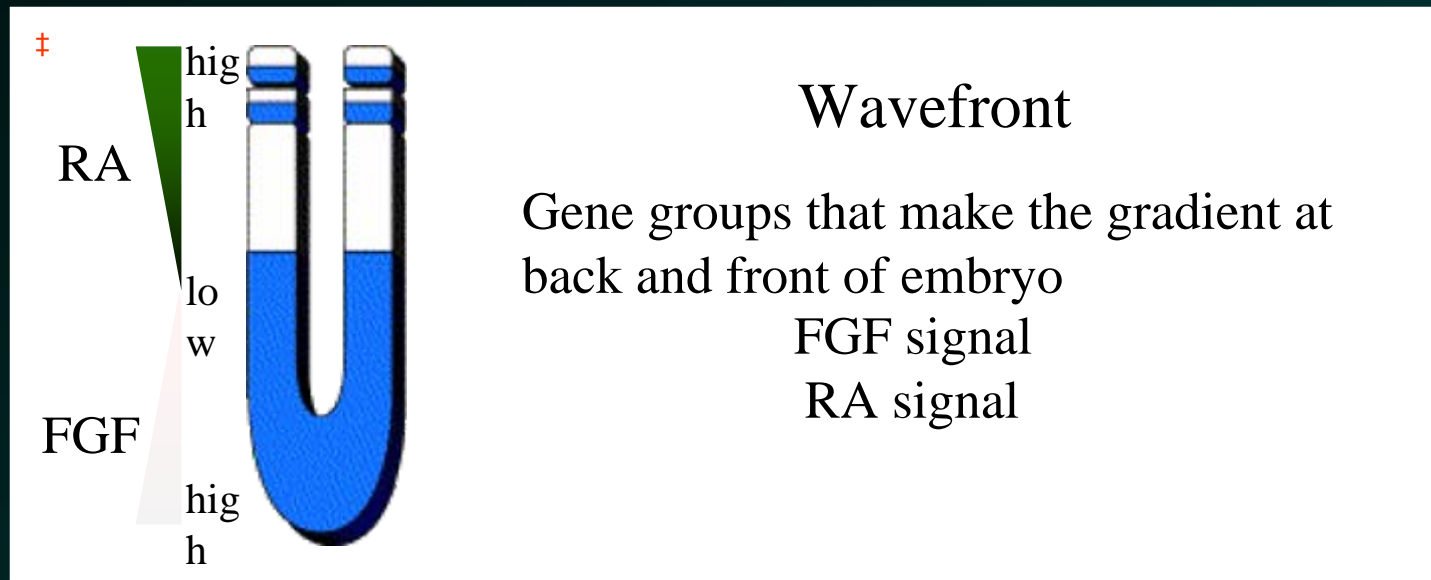 ‡
hig
h
RA
lo
w
FGF
hig
h
Wavefront
Gene groups that make the gradient at
back and front of embryo
FGF signal
RA signal